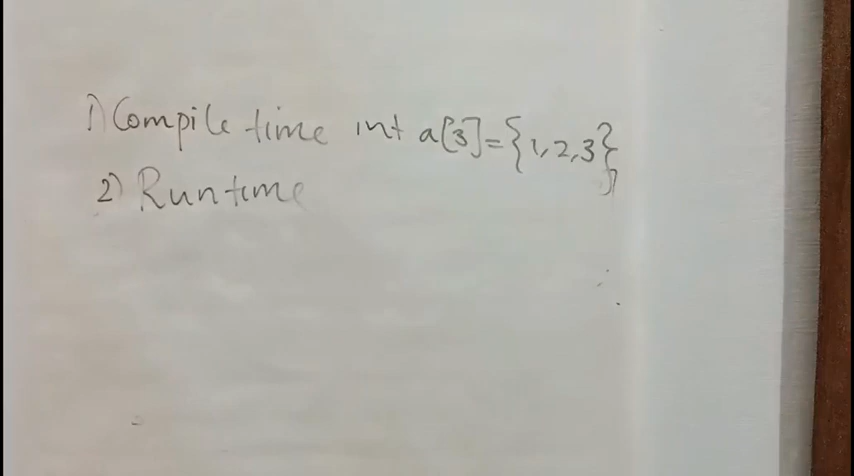 1) Compile time int a[3]={1,2,3}
2) Runtime